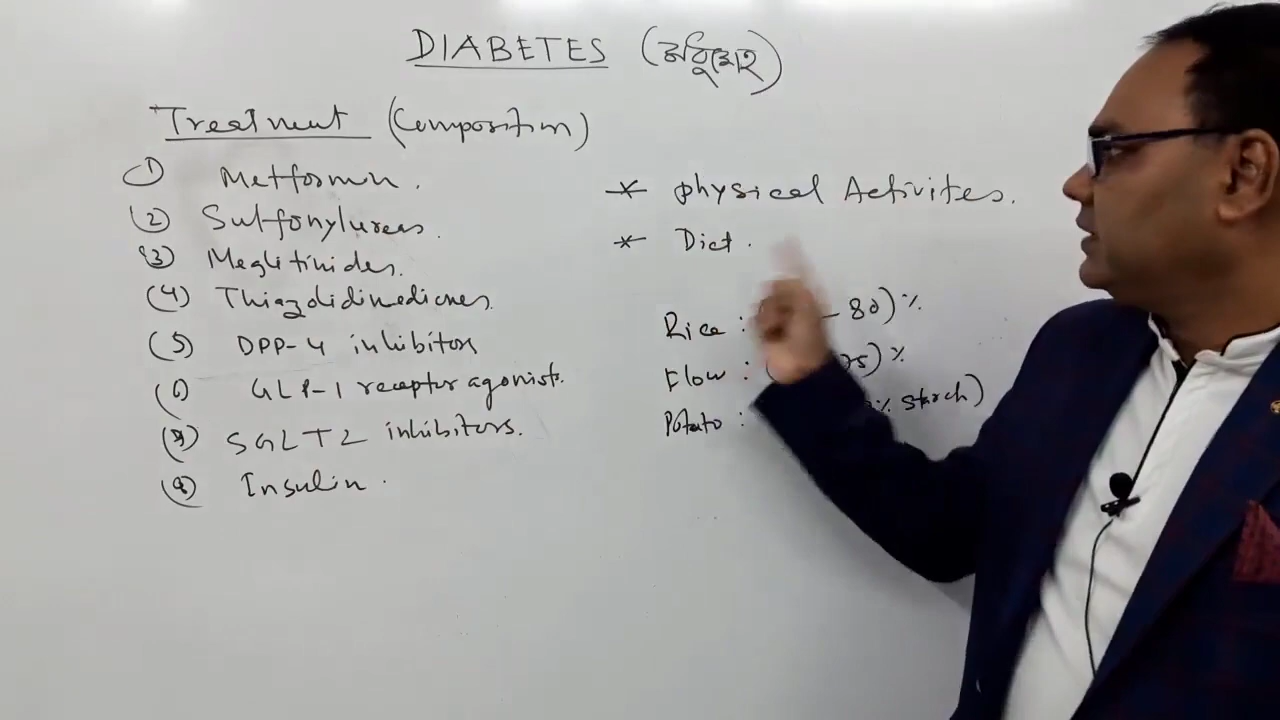 DIABETES (মধুমেহ)
Treatment (Composition)
(1) Metformin.
(2) Sulfonylureas.
(3) Meglitinides.
(4) Thiazolidinediones.
(5) DPP-4 inhibitors
(6) GLP-1 receptor agonists.
(7) SGLT2 inhibitors.
(8) Insulin.
* Physical Activites.
* Diet.
Rice : ( – 80) %
Flow : ( 75) %
Potato : % starch)